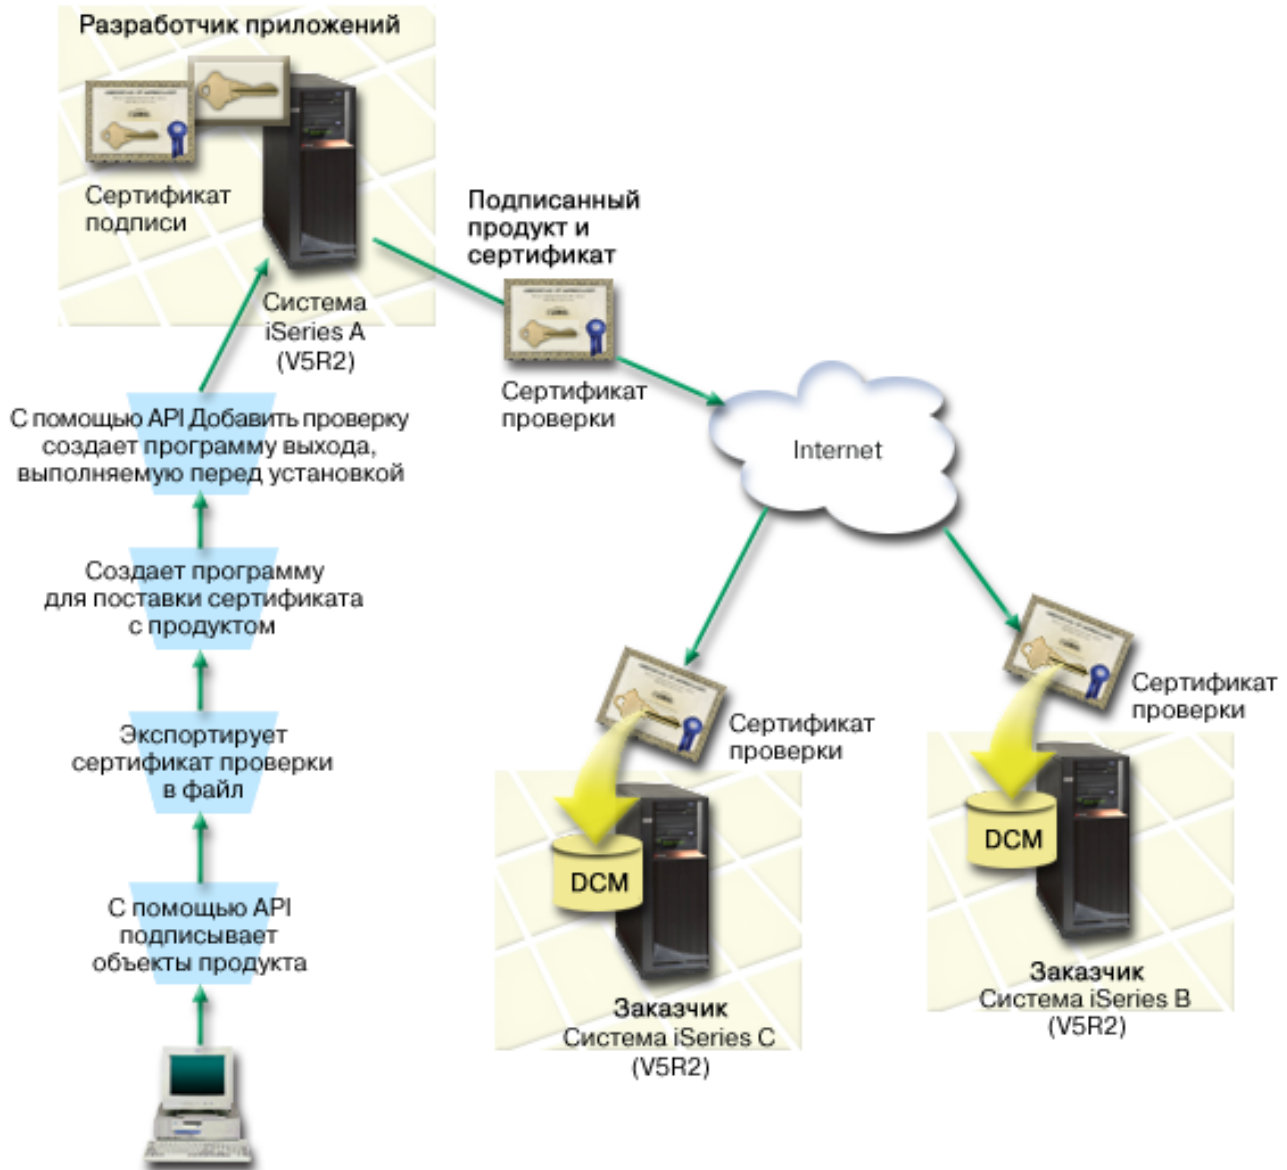 Разработчик приложений
Сертификат
подписи
Система
iSeries A
(V5R2)
Подписанный
продукт и
сертификат
Сертификат
проверки
Internet
С помощью API Добавить проверку
создает программу выхода,
выполняемую перед установкой
Создает программу
для поставки сертификата
с продуктом
Экспортирует
сертификат проверки
в файл
С помощью API
подписывает
объекты продукта
Сертификат
проверки
DCM
Заказчик
Система iSeries C
(V5R2)
Сертификат
проверки
DCM
Заказчик
Система iSeries B
(V5R2)